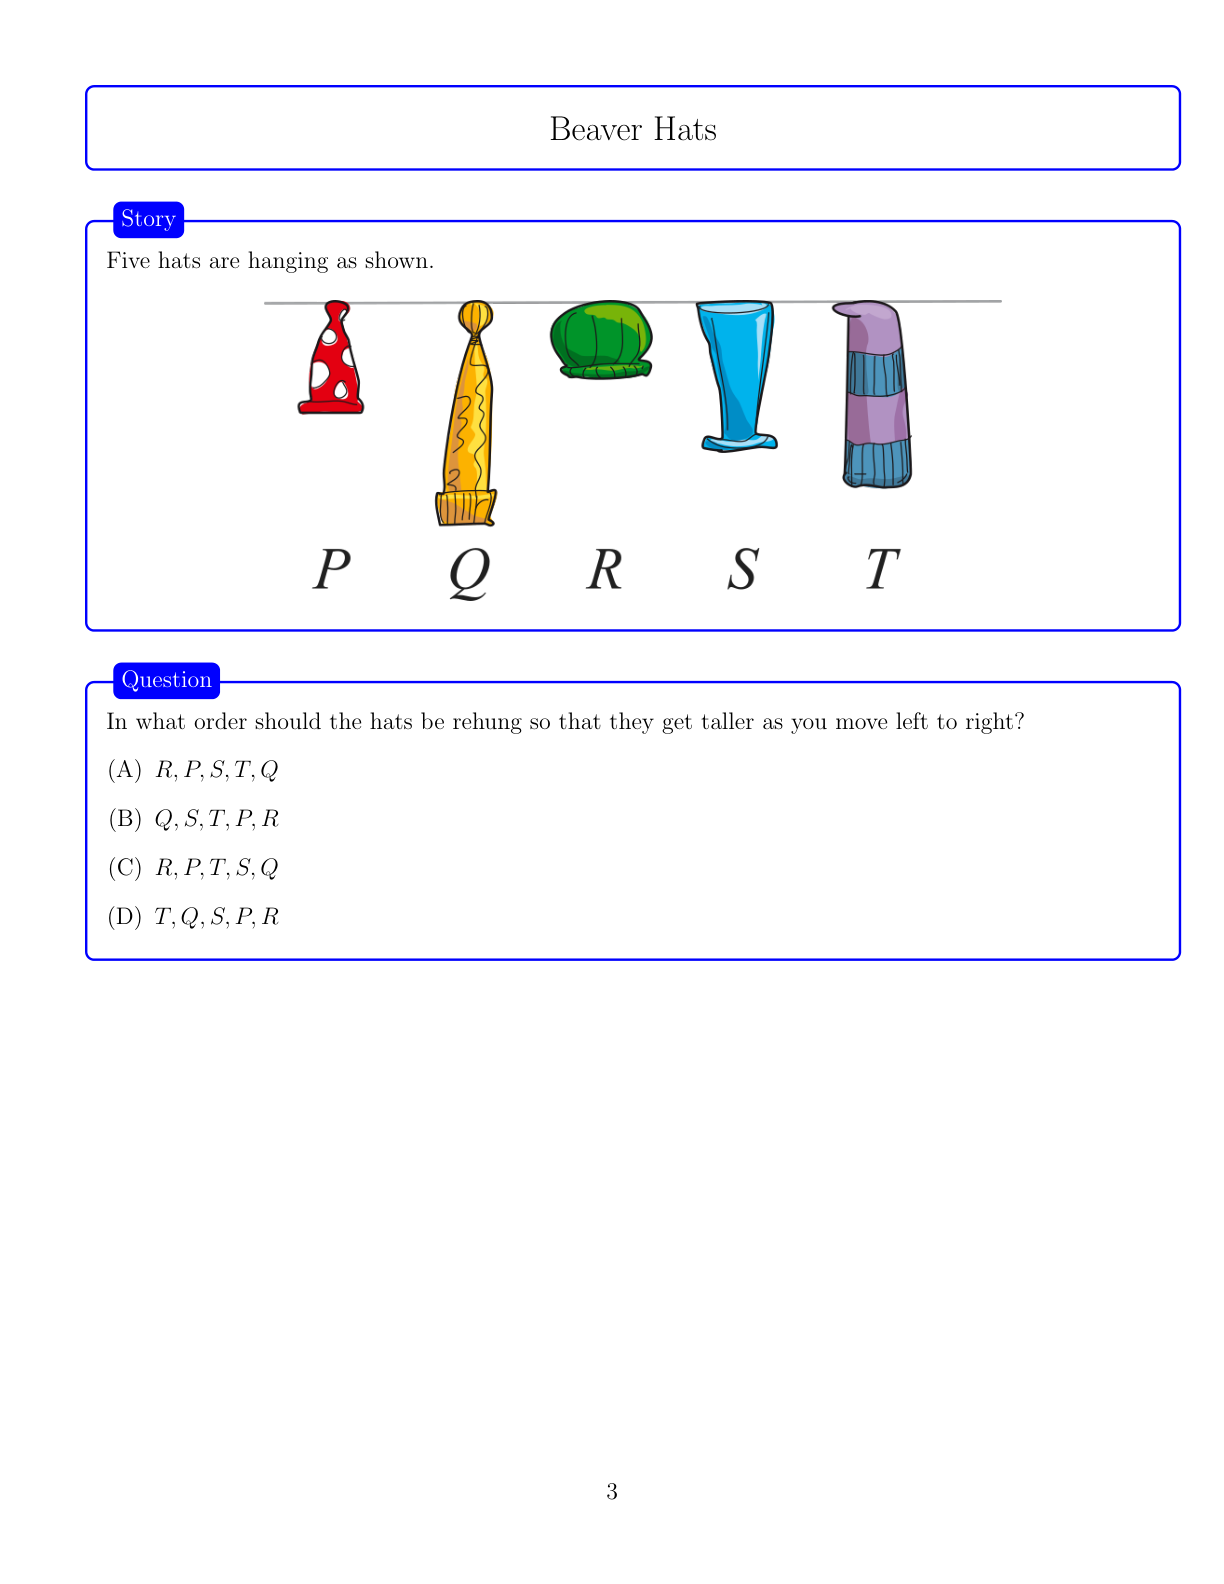 Beaver Hats
Story
Five hats are hanging as shown.
P Q R S T
Question
In what order should the hats be rehung so that they get taller as you move left to right?
(A) R, P, S, T, Q
(B) Q, S, T, P, R
(C) R, P, T, S, Q
(D) T, Q, S, P, R
3